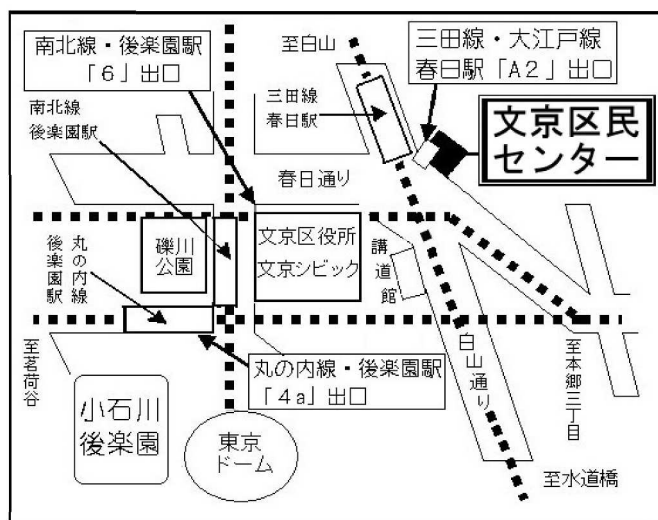 南北線・後楽園駅
「6」出口
至白山
三田線・大江戸線
春日駅「A2」出口
南北線
後楽園駅
三田線
春日駅
文京区民
センター
春日通り
丸の内線
後楽園駅
礫川
公園
文京区役所
文京シビック
講道館
至茗荷谷
丸の内線・後楽園駅
「4a」出口
白山通り
至本郷三丁目
小石川
後楽園
東京
ドーム
至水道橋